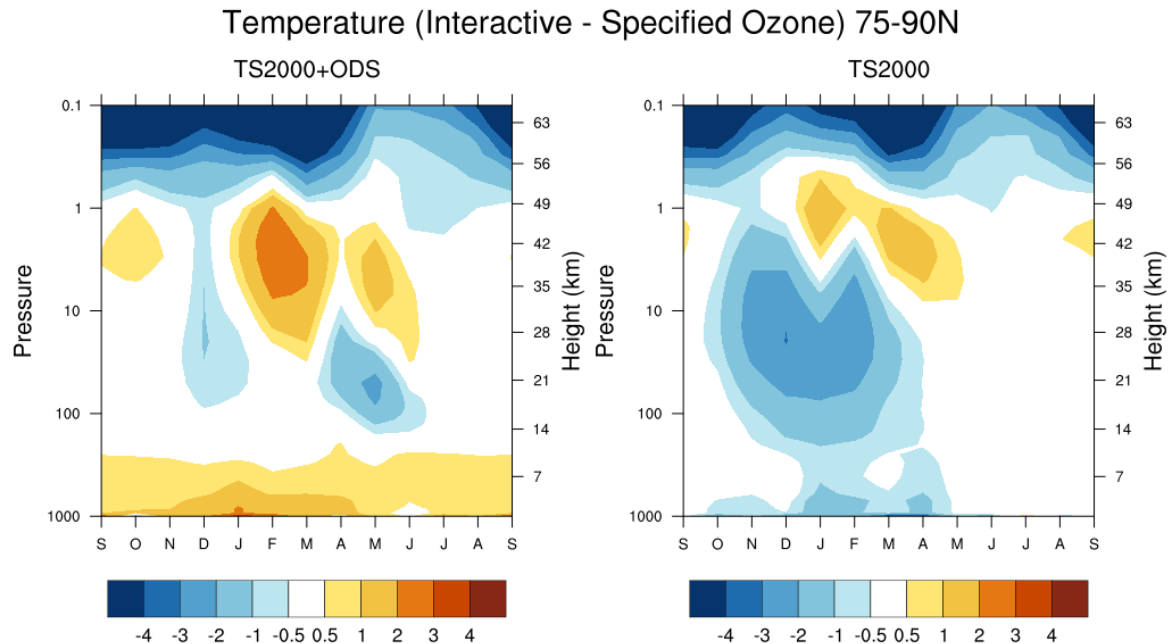 Temperature (Interactive - Specified Ozone) 75-90N
TS2000+ODS
0.1
1
10
100
1000
Pressure
63
56
49
42
35
28
21
14
7
Height (km)
S O N D J F M A M J J A S
-4 -3 -2 -1 -0.5 0.5 1 2 3 4
TS2000
0.1
1
10
100
1000
Pressure
63
56
49
42
35
28
21
14
7
Height (km)
S O N D J F M A M J J A S
-4 -3 -2 -1 -0.5 0.5 1 2 3 4